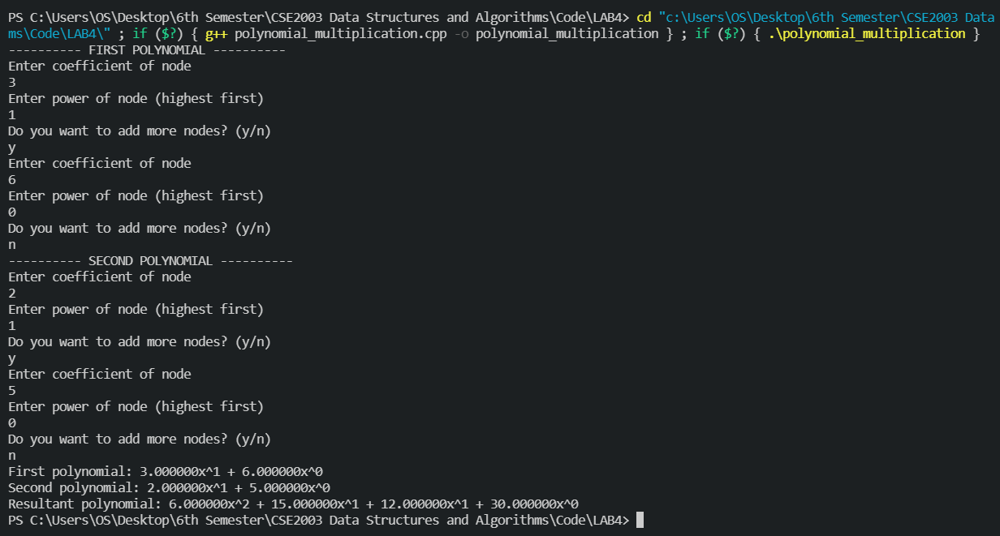 PS C:\Users\OS\Desktop\6th Semester\CSE2003 Data Structures and Algorithms\Code\LAB4> cd "c:\Users\OS\Desktop\6th Semester\CSE2003 Data
ms\Code\LAB4\" ; if ($?) { g++ polynomial_multiplication.cpp -o polynomial_multiplication } ; if ($?) { .\polynomial_multiplication }
---------- FIRST POLYNOMIAL ----------
Enter coefficient of node
3
Enter power of node (highest first)
1
Do you want to add more nodes? (y/n)
y
Enter coefficient of node
6
Enter power of node (highest first)
0
Do you want to add more nodes? (y/n)
n
---------- SECOND POLYNOMIAL ----------
Enter coefficient of node
2
Enter power of node (highest first)
1
Do you want to add more nodes? (y/n)
y
Enter coefficient of node
5
Enter power of node (highest first)
0
Do you want to add more nodes? (y/n)
n
First polynomial: 3.000000x^1 + 6.000000x^0
Second polynomial: 2.000000x^1 + 5.000000x^0
Resultant polynomial: 6.000000x^2 + 15.000000x^1 + 12.000000x^1 + 30.000000x^0
PS C:\Users\OS\Desktop\6th Semester\CSE2003 Data Structures and Algorithms\Code\LAB4>